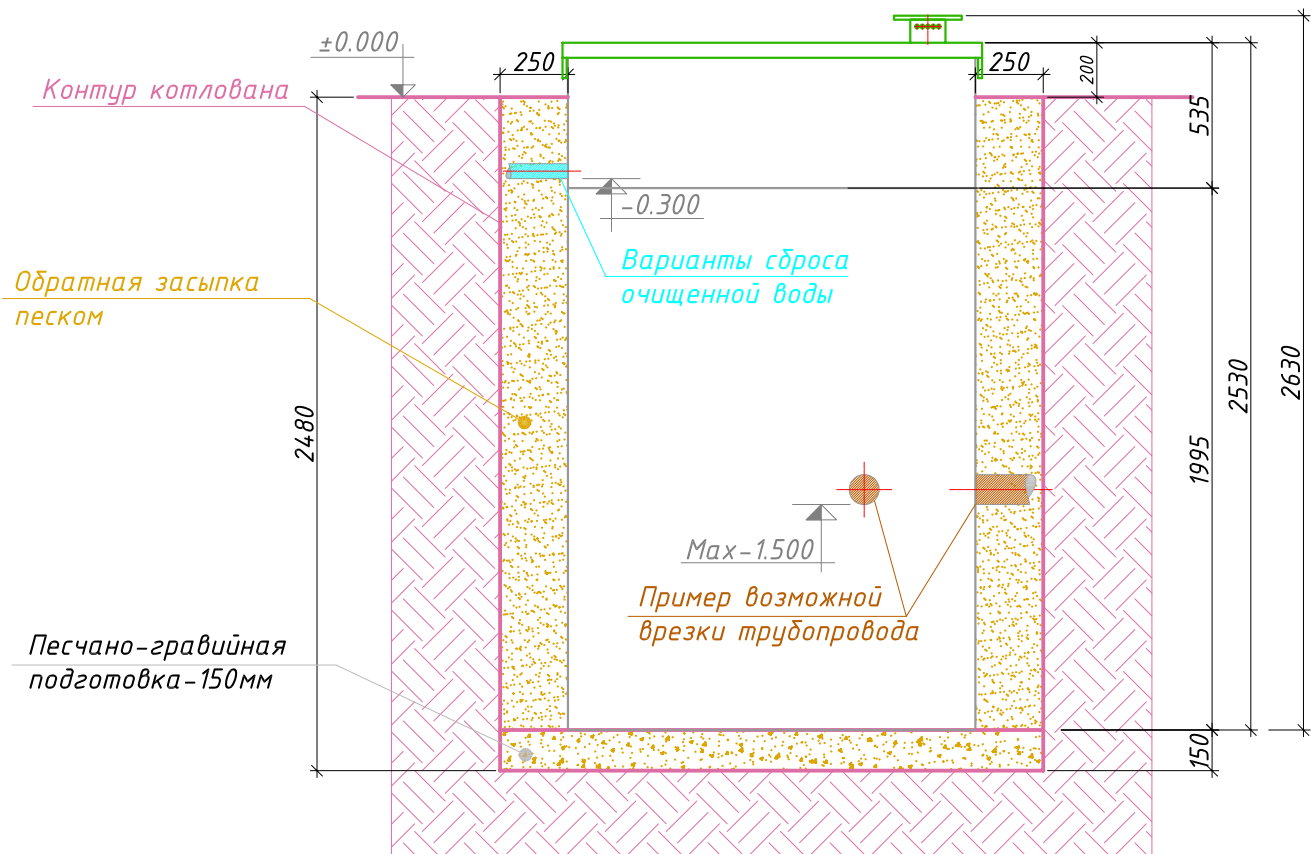 ±0.000
250
250
200
Контур котлована
535
-0.300
Варианты сброса
очищенной воды
Обратная засыпка
песком
2480
1995
2530
2630
Max-1.500
Пример возможной
врезки трубопровода
Песчано-гравийная
подготовка-150мм
150